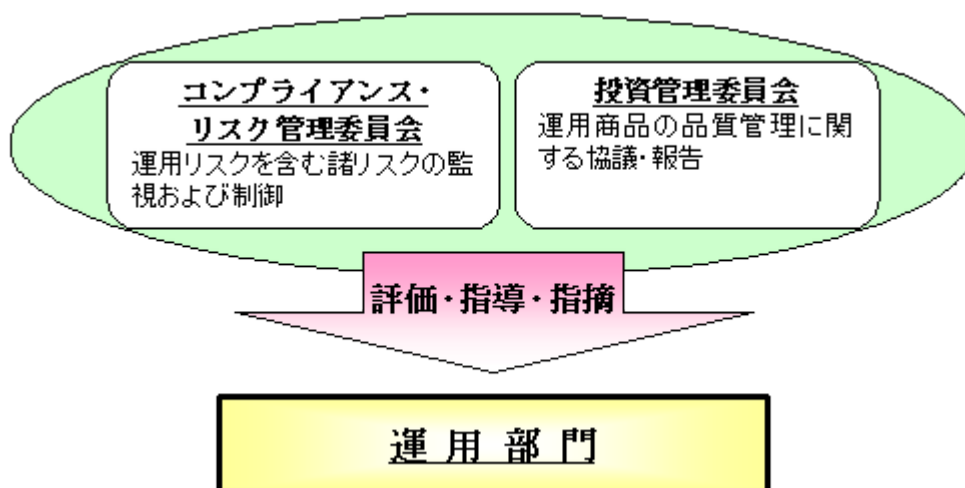 コンプライアンス・
リスク管理委員会
運用リスクを含む諸リスクの監
視および制御
投資管理委員会
運用商品の品質管理に関
する協議・報告
評価・指導・指摘
運用部門